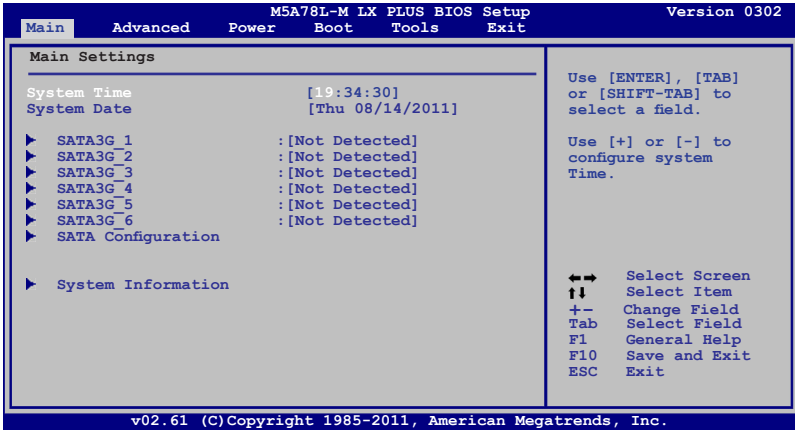 M5A78L-M LX PLUS BIOS Setup Version 0302
Main Advanced Power Boot Tools Exit
Main Settings
System Time [19:34:30]
System Date [Thu 08/14/2011]
SATA3G_1 :[Not Detected]
SATA3G_2 :[Not Detected]
SATA3G_3 :[Not Detected]
SATA3G_4 :[Not Detected]
SATA3G_5 :[Not Detected]
SATA3G_6 :[Not Detected]
SATA Configuration
System Information
Use [ENTER], [TAB]
or [SHIFT-TAB] to
select a field.
Use [+] or [-] to
configure system
Time.
←→ Select Screen
↑↓ Select Item
+- Change Field
Tab Select Field
F1 General Help
F10 Save and Exit
ESC Exit
v02.61 (C)Copyright 1985-2011, American Megatrends, Inc.